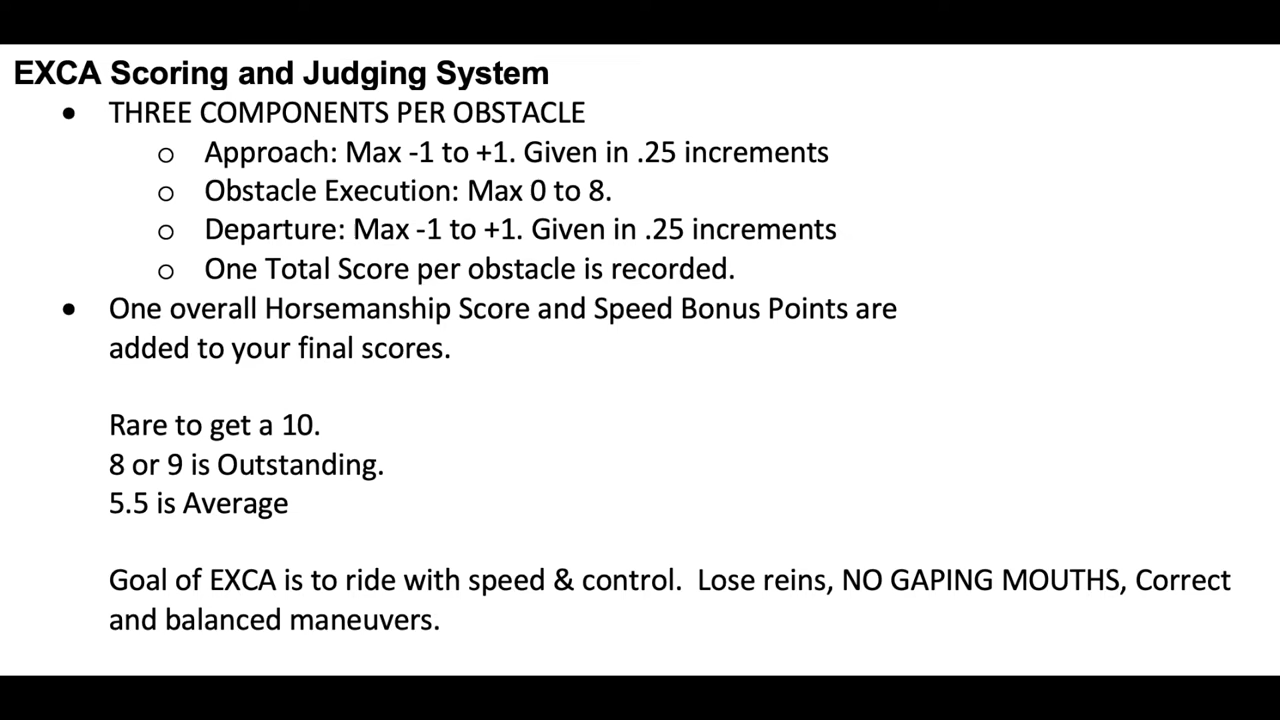 EXCA Scoring and Judging System
• THREE COMPONENTS PER OBSTACLE
o Approach: Max -1 to +1. Given in .25 increments
o Obstacle Execution: Max 0 to 8.
o Departure: Max -1 to +1. Given in .25 increments
o One Total Score per obstacle is recorded.
• One overall Horsemanship Score and Speed Bonus Points are
added to your final scores.
Rare to get a 10.
8 or 9 is Outstanding.
5.5 is Average
Goal of EXCA is to ride with speed & control. Lose reins, NO GAPING MOUTHS, Correct
and balanced maneuvers.